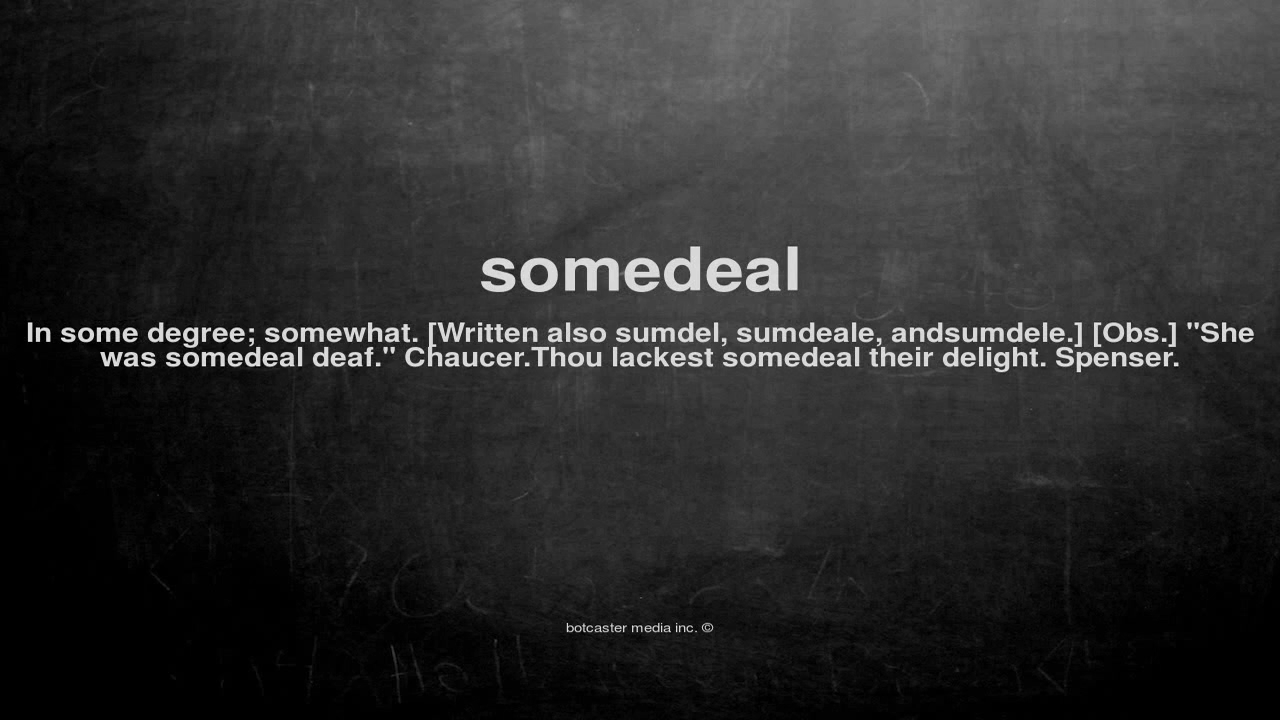 somedeal
In some degree; somewhat. [Written also sumdel, sumdeale, andsumdele.] [Obs.] "She
was somedeal deaf." Chaucer.Thou lackest somedeal their delight. Spenser.
botcaster media inc. ©